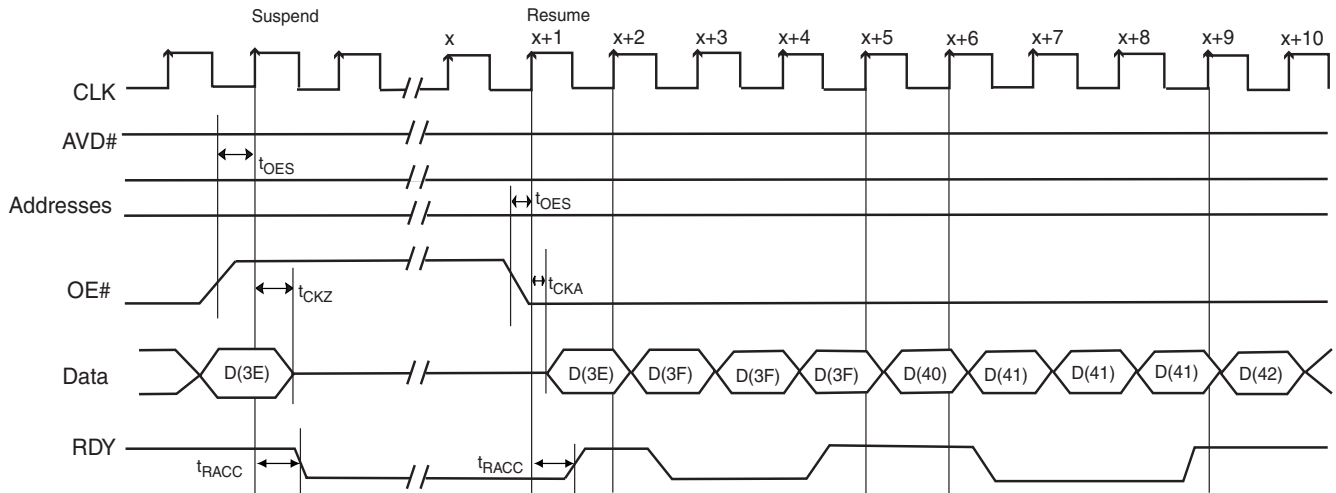 Suspend Resume
x x+1 x+2 x+3 x+4 x+5 x+6 x+7 x+8 x+9 x+10
CLK
AVD#
tOES
Addresses
tOES
OE#
tCKZ tCKA
Data D(3E) D(3E) D(3F) D(3F) D(3F) D(40) D(41) D(41) D(41) D(42)
RDY
tRACC tRACC